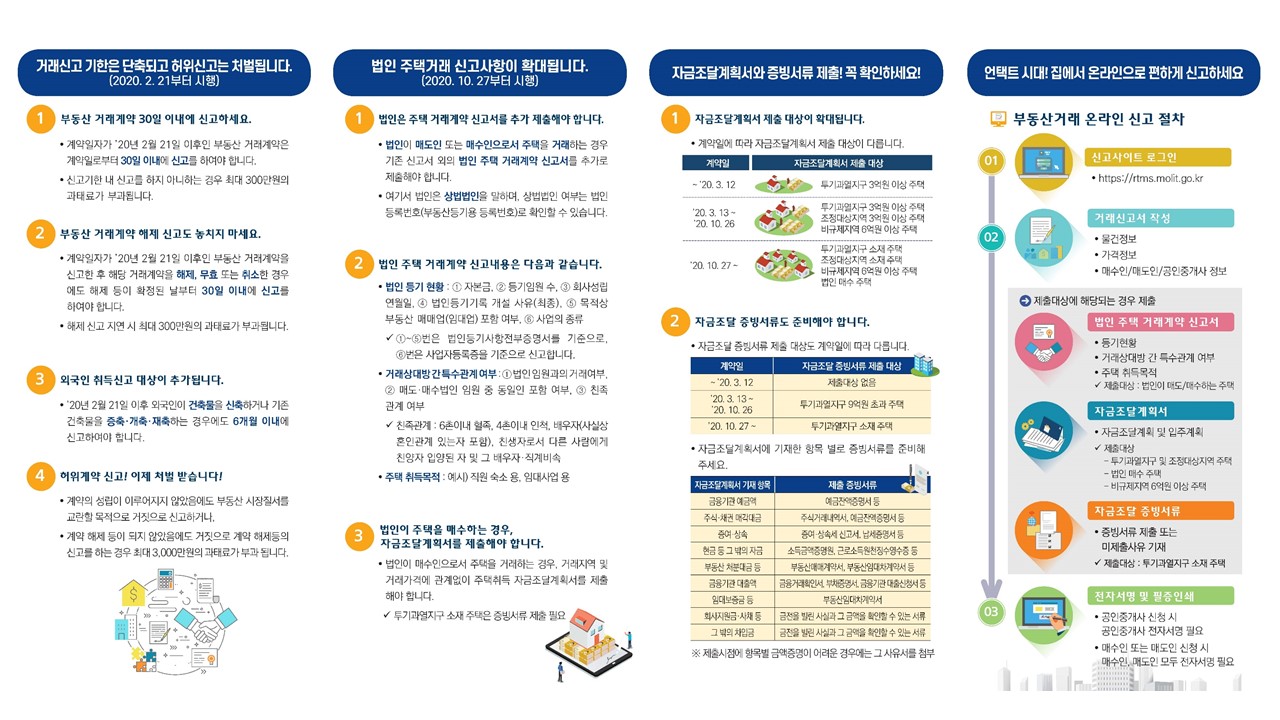 거래신고 기한은 단축되고 허위신고는 처벌됩니다.
(2020. 2. 21부터 시행)
1 부동산 거래계약 30일 이내에 신고하세요.
• 계약일자가 '20년 2월 21일 이후인 부동산 거래계약은
계약일로부터 30일 이내에 신고를 하여야 합니다.
• 신고기한 내 신고를 하지 아니하는 경우 최대 300만원의
과태료가 부과됩니다.
2 부동산 거래계약 해제 신고도 놓치지 마세요.
• 계약일자가 '20년 2월 21일 이후인 부동산 거래계약을
신고한 후 해당 거래계약을 해제, 무효 또는 취소한 경우
에도 해제 등이 확정된 날부터 30일 이내에 신고를
하여야 합니다.
• 해제 신고 지연 시 최대 300만원의 과태료가 부과됩니다.
3 외국인 취득신고 대상이 추가됩니다.
• '20년 2월 21일 이후 외국인이 건축물을 신축하거나 기존
건축물을 증축·개축·재축하는 경우에도 6개월 이내에
신고하여야 합니다.
4 허위계약 신고! 이제 처벌 받습니다!
• 계약의 성립이 이루어지지 않았음에도 부동산 시장질서를
교란할 목적으로 거짓으로 신고하거나,
• 계약 해제 등이 되지 않았음에도 거짓으로 계약 해제등의
신고를 하는 경우 최대 3,000만원의 과태료가 부과 됩니다.
법인 주택거래 신고사항이 확대됩니다.
(2020. 10. 27부터 시행)
1 법인은 주택 거래계약 신고서를 추가 제출해야 합니다.
• 법인이 매도인 또는 매수인으로서 주택을 거래하는 경우
기존 신고서 외의 법인 주택 거래계약 신고서를 추가로
제출해야 합니다.
• 여기서 법인은 상법법인을 말하며, 상법법인 여부는 법인
등록번호(부동산등기용 등록번호)로 확인할 수 있습니다.
2 법인 주택 거래계약 신고내용은 다음과 같습니다.
• 법인 등기 현황 : ① 자본금, ② 등기임원 수, ③ 회사성립
연월일, ④ 법인등기기록 개설 사유(최종), ⑤ 목적상
부동산 매매업(임대업) 포함 여부, ⑥ 사업의 종류
✓ ①~⑤번은 법인등기사항전부증명서를 기준으로,
⑥번은 사업자등록증을 기준으로 신고합니다.
• 거래상대방 간 특수관계 여부 : ① 법인 임원과의 거래여부,
② 매도·매수법인 임원 중 동일인 포함 여부, ③ 친족
관계 여부
✓ 친족관계 : 6촌이내 혈족, 4촌이내 인척, 배우자(사실상
혼인관계 있는자 포함), 친생자로서 다른 사람에게
친양자 입양된 자 및 그 배우자·직계비속
• 주택 취득목적 : 예시) 직원 숙소 용, 임대사업 용
3 법인이 주택을 매수하는 경우,
자금조달계획서를 제출해야 합니다.
• 법인이 매수인으로서 주택을 거래하는 경우, 거래지역 및
거래가격에 관계없이 주택취득 자금조달계획서를 제출
해야 합니다.
✓ 투기과열지구 소재 주택은 증빙서류 제출 필요
자금조달계획서와 증빙서류 제출! 꼭 확인하세요!
1 자금조달계획서 제출 대상이 확대됩니다.
• 계약일에 따라 자금조달계획서 제출 대상이 다릅니다.
계약일 자금조달계획서 제출 대상
~ '20. 3. 12 투기과열지구 3억원 이상 주택
'20. 3. 13 ~
'20. 10. 26
투기과열지구 3억원 이상 주택
조정대상지역 3억원 이상 주택
비규제지역 6억원 이상 주택
'20. 10. 27 ~
투기과열지구 소재 주택
조정대상지역 소재 주택
비규제지역 6억원 이상 주택
법인 매수 주택
2 자금조달 증빙서류도 준비해야 합니다.
• 자금조달 증빙서류 제출 대상도 계약일에 따라 다릅니다.
계약일 자금조달 증빙서류 제출 대상
~ '20. 3. 12 제출대상 없음
'20. 3. 13 ~
'20. 10. 26
투기과열지구 9억원 초과 주택
'20. 10. 27 ~ 투기과열지구 소재 주택
• 자금조달계획서에 기재한 항목 별로 증빙서류를 준비해
주세요.
자금조달계획서 기재 항목 제출 증빙서류
금융기관 예금액 예금잔액증명서 등
주식·채권 매각대금 주식거래내역서, 예금잔액증명서 등
증여·상속 증여·상속세 신고서, 납세증명서 등
현금 등 그 밖의 자금 소득금액증명원, 근로소득원천징수영수증 등
부동산 처분대금 등 부동산매매계약서, 부동산임대차계약서 등
금융기관 대출액 금융거래확인서, 부채증명서, 금융기관 대출신청서 등
임대보증금 등 부동산임대차계약서
회사지원금·사채 등 금전을 빌린 사실과 그 금액을 확인할 수 있는 서류
그 밖의 차입금 금전을 빌린 사실과 그 금액을 확인할 수 있는 서류
※ 제출시점에 항목별 금액증명이 어려운 경우에는 그 사유서를 첨부
언택트 시대! 집에서 온라인으로 편하게 신고하세요
부동산거래 온라인 신고 절차
01 신고사이트 로그인
• https://rtms.molit.go.kr
02 거래신고서 작성
• 물건정보
• 가격정보
• 매수인/매도인/공인중개사 정보
제출대상에 해당되는 경우 제출
법인 주택 거래계약 신고서
• 등기현황
• 거래상대방 간 특수관계 여부
• 주택 취득목적
✓ 제출대상 : 법인이 매도/매수하는 주택
자금조달계획서
• 자금조달계획 및 입주계획
✓ 제출대상
– 투기과열지구 및 조정대상지역 주택
– 법인 매수 주택
– 비규제지역 6억원 이상 주택
자금조달 증빙서류
• 증빙서류 제출 또는
미제출사유 기재
✓ 제출대상 : 투기과열지구 소재 주택
03 전자서명 및 필증인쇄
• 공인중개사 신청 시
공인중개사 전자서명 필요
• 매수인 또는 매도인 신청 시
매수인, 매도인 모두 전자서명 필요